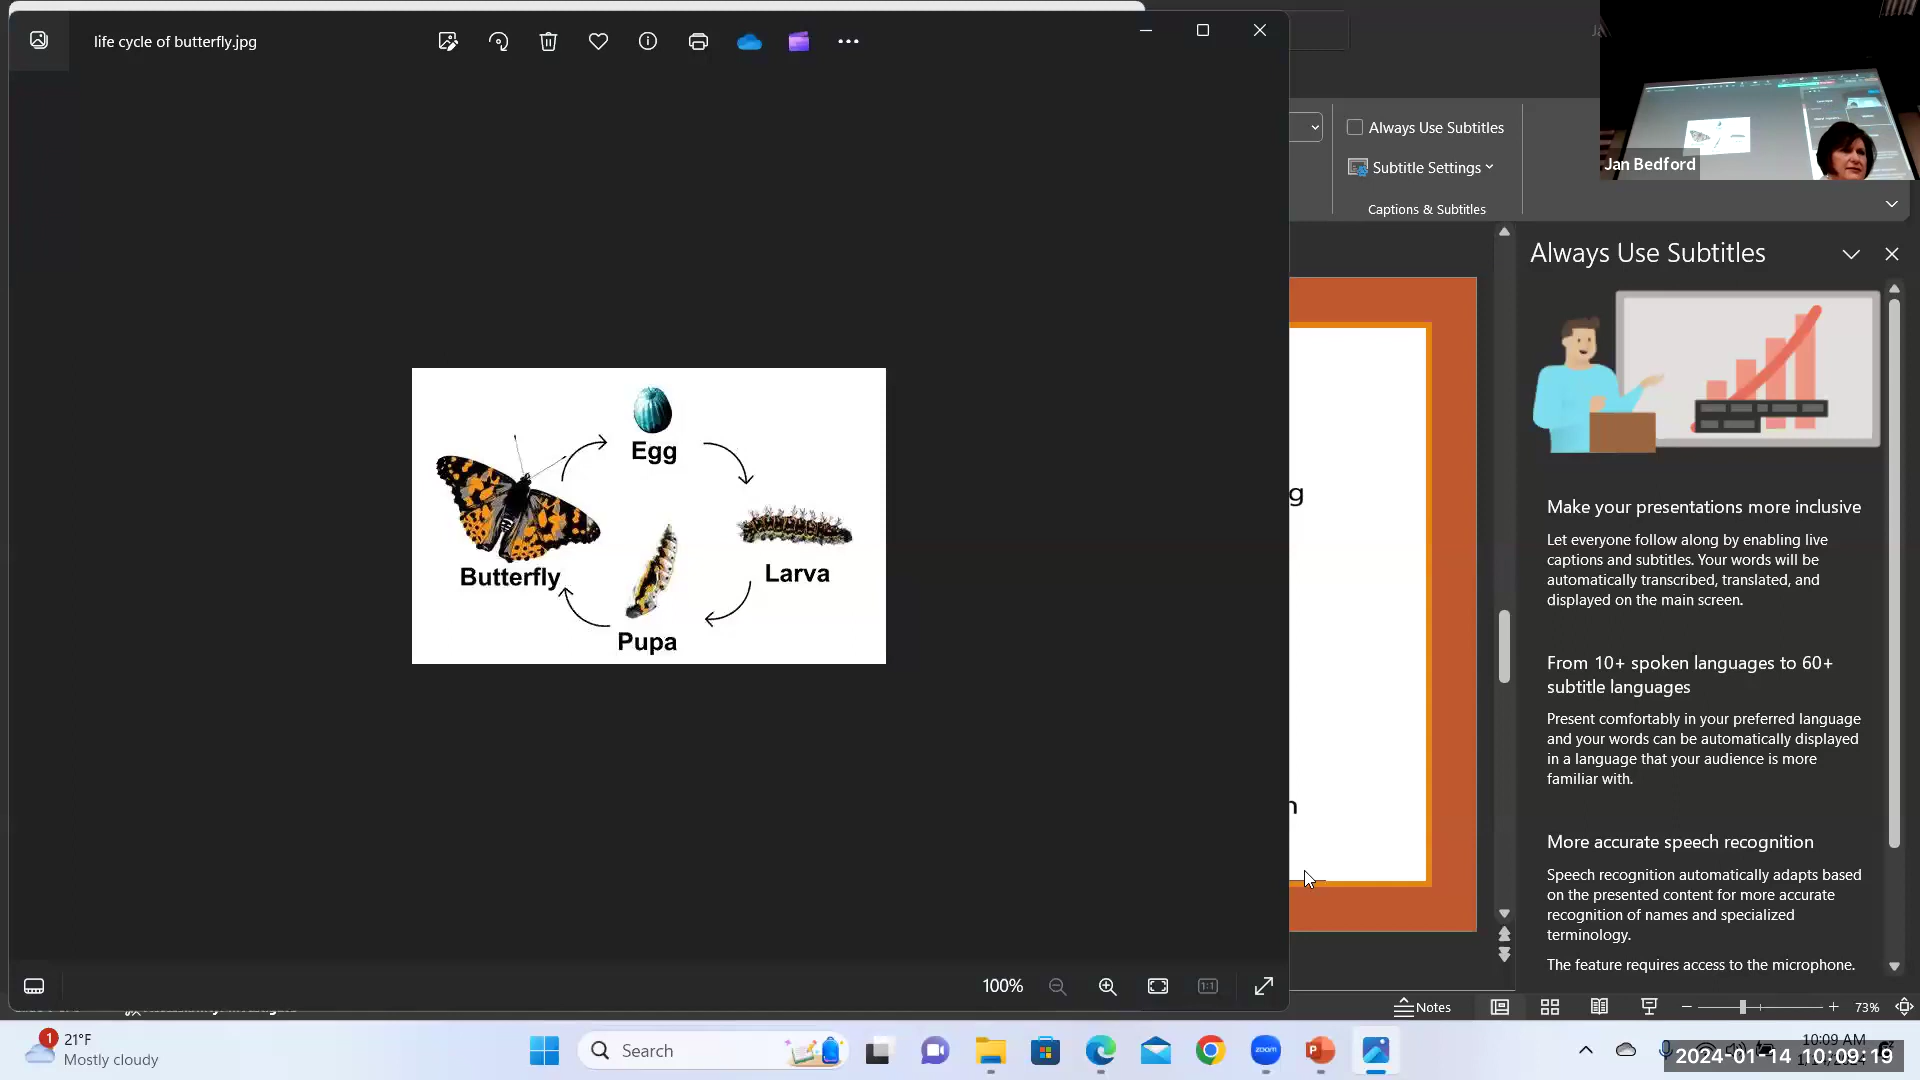 life cycle of butterfly.jpg
Egg
Butterfly
Larva
Pupa
100%
1:1
Always Use Subtitles
Subtitle Settings
Captions & Subtitles
Jan Bedford
Always Use Subtitles
Make your presentations more inclusive
Let everyone follow along by enabling live
captions and subtitles. Your words will be
automatically transcribed, translated, and
displayed on the main screen.
From 10+ spoken languages to 60+
subtitle languages
Present comfortably in your preferred language
and your words can be automatically displayed
in a language that your audience is more
familiar with.
More accurate speech recognition
Speech recognition automatically adapts based
on the presented content for more accurate
recognition of names and specialized
terminology.
The feature requires access to the microphone.
g
n
Notes
73%
1
21°F
Mostly cloudy
Search
zoom
P
10:09 AM
2024-01-14 10:09:19